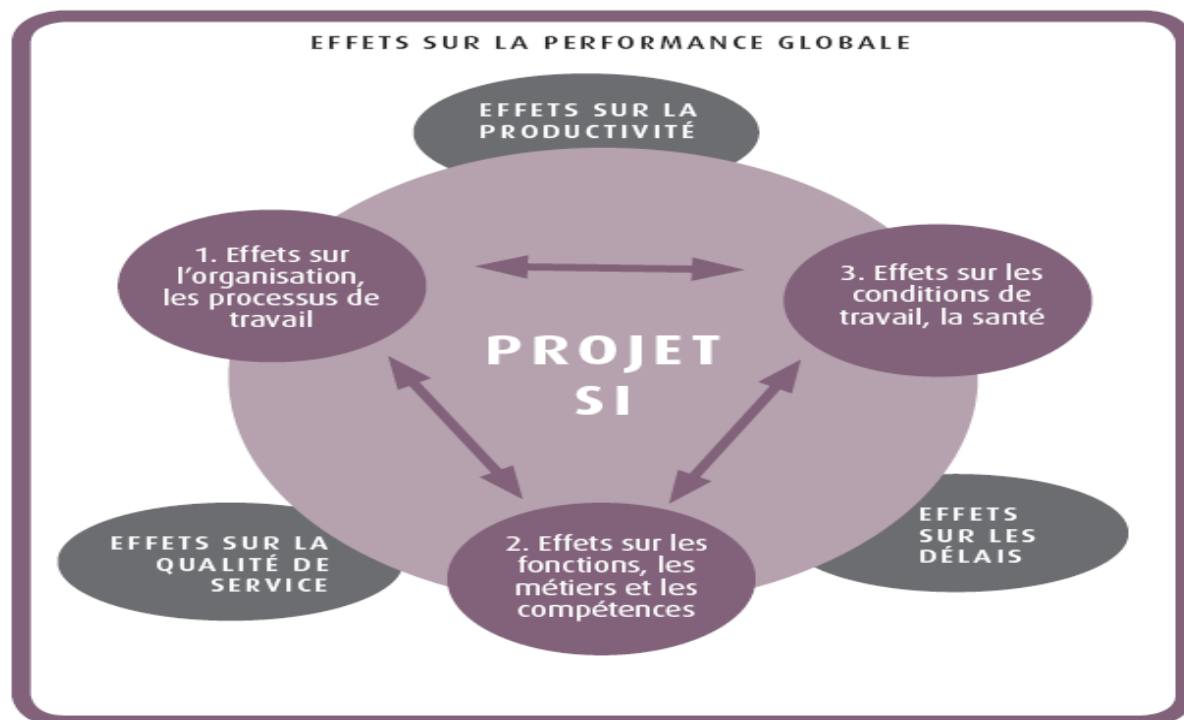 EFFETS SUR LA PERFORMANCE GLOBALE
EFFETS SUR LA
PRODUCTIVITÉ
1. Effets sur
l'organisation,
les processus de
travail
3. Effets sur les
conditions de
travail, la santé
PROJET
SI
EFFETS SUR LA
QUALITÉ DE
SERVICE
2. Effets sur les
fonctions, les
métiers et les
compétences
EFFETS
SUR LES
DÉLAIS